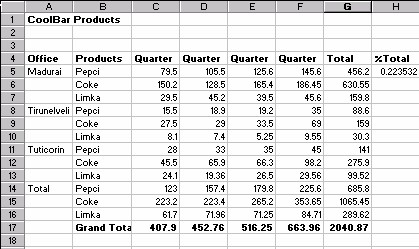 A B C D E F G H
1 CoolBar Products
2
3
4 Office Products Quarter Quarter Quarter Quarter Total %Total
5 Madurai Pepci 79.5 105.5 125.6 145.6 456.2 0.223532
6 Coke 150.2 128.5 165.4 186.45 630.55
7 Limka 29.5 45.2 39.5 45.6 159.8
8 Tirunelveli Pepci 15.5 18.9 19.2 35 88.6
9 Coke 27.5 29 33.5 69 159
10 Limka 8.1 7.4 5.25 9.55 30.3
11 Tuticorin Pepci 28 33 35 45 141
12 Coke 45.5 65.9 66.3 98.2 275.9
13 Limka 24.1 19.36 26.5 29.56 99.52
14 Total Pepci 123 157.4 179.8 225.6 685.8
15 Coke 223.2 223.4 265.2 353.65 1065.45
16 Limka 61.7 71.96 71.25 84.71 289.62
17 Grand Tota 407.9 452.76 516.25 663.96 2040.87
18